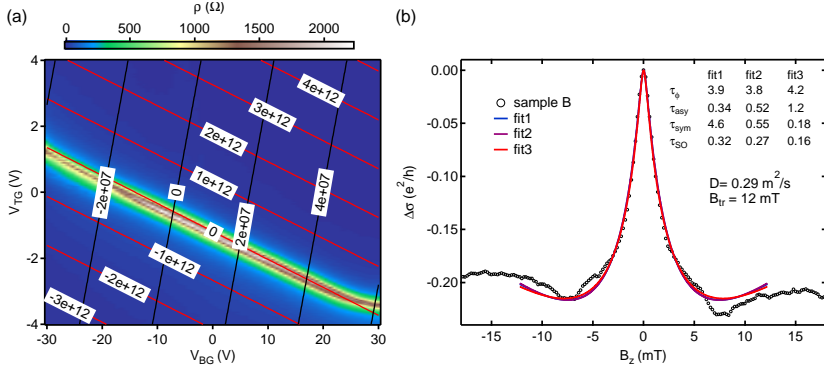 (a)
ρ (Ω)
0 500 1000 1500 2000
4
2
0
-2
-4
V_TG (V)
-30 -20 -10 0 10 20 30
V_BG (V)
4e+12
3e+12
2e+12
1e+12
0
-1e+12
-2e+12
-3e+12
-2e+07
0
2e+07
4e+07
(b)
0.00
-0.05
-0.10
-0.15
-0.20
Δσ (e²/h)
-15 -10 -5 0 5 10 15
B_z (mT)
sample B
fit1
fit2
fit3
fit1 fit2 fit3
τ_ϕ 3.9 3.8 4.2
τ_asy 0.34 0.52 1.2
τ_sym 4.6 0.55 0.18
τ_SO 0.32 0.27 0.16
D= 0.29 m²/s
B_tr = 12 mT